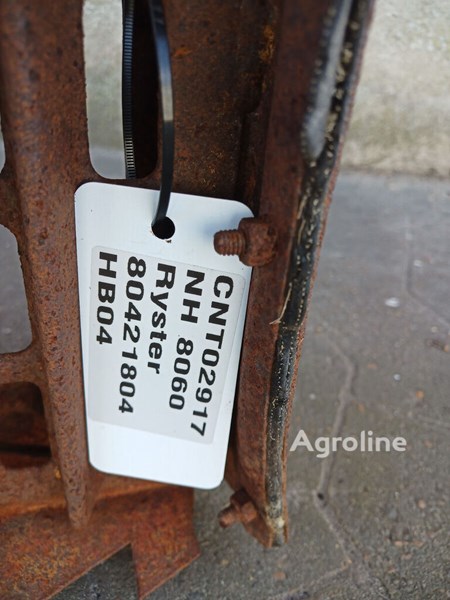 CNT02917
NH 8060
Ryster
80421804
HB04
Agroline